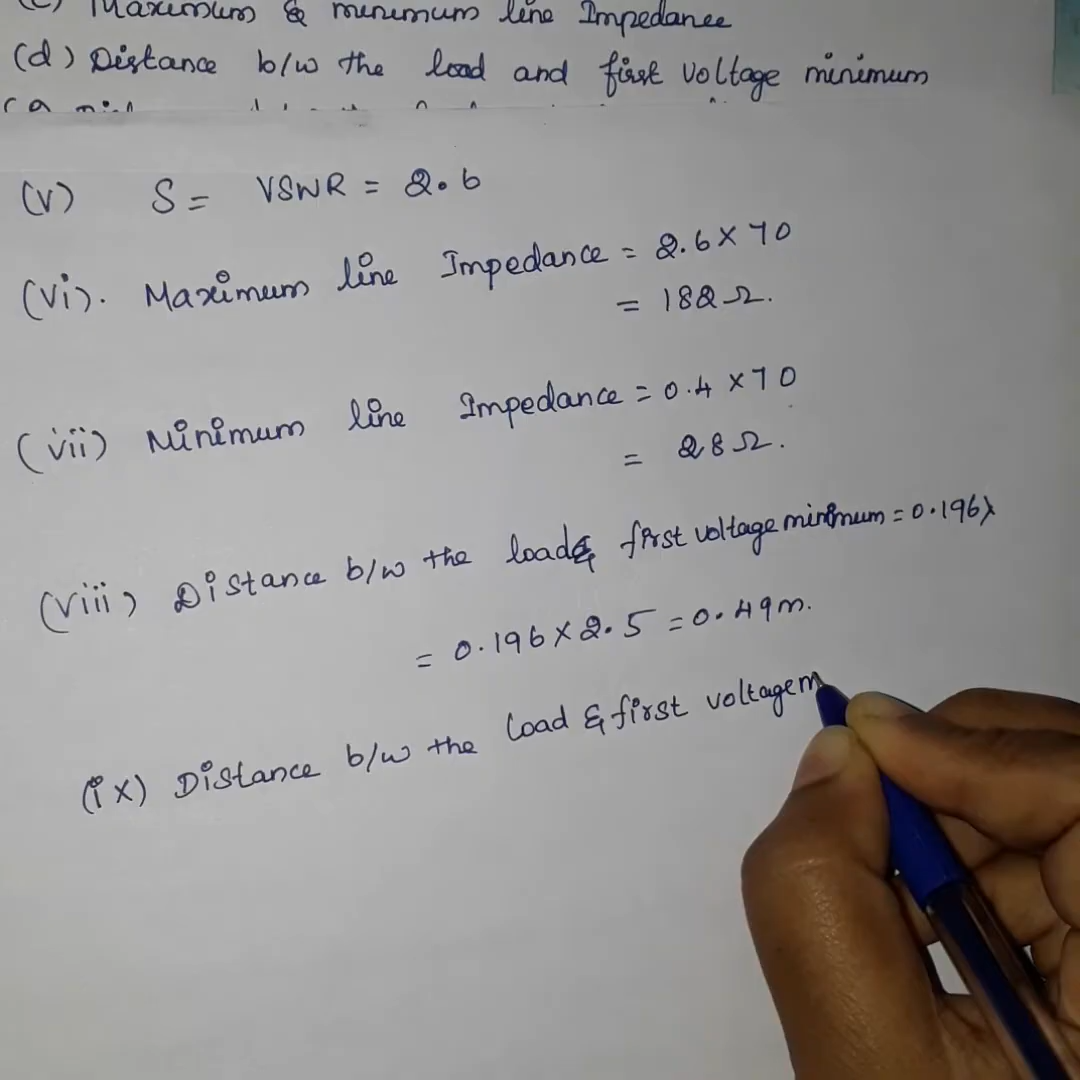 (c) Maximum & minimum line Impedance
(d) Distance b/w the load and first voltage minimum
(v) S = VSWR = 2.6
(vi). Maximum line Impedance = 2.6 × 70
= 182 Ω.
(vii) Minimum line Impedance = 0.4 × 70
= 28 Ω.
(viii) Distance b/w the load & first voltage minimum = 0.196λ
= 0.196 × 2.5 = 0.49m.
(ix) Distance b/w the load & first voltage m